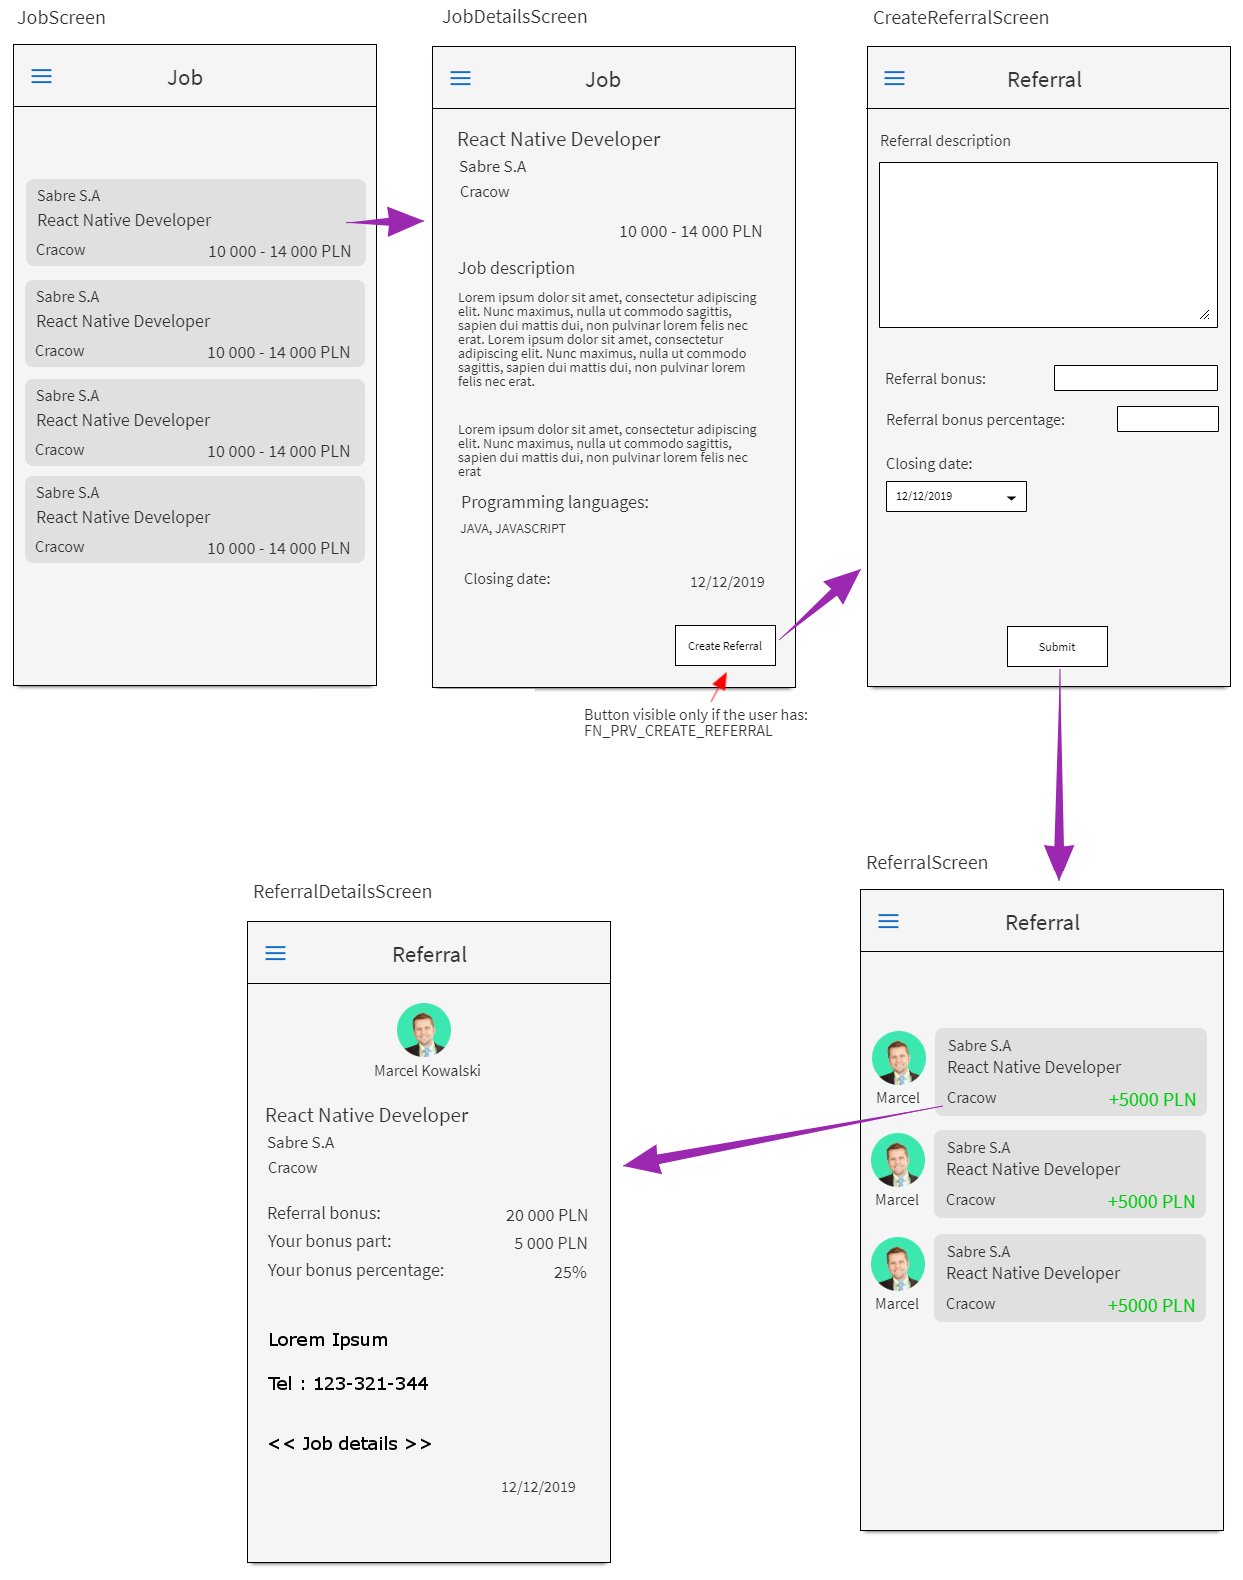 JobScreen
Job
Sabre S.A
React Native Developer
Cracow
10 000 - 14 000 PLN
Sabre S.A
React Native Developer
Cracow
10 000 - 14 000 PLN
Sabre S.A
React Native Developer
Cracow
10 000 - 14 000 PLN
Sabre S.A
React Native Developer
Cracow
10 000 - 14 000 PLN
JobDetailsScreen
Job
React Native Developer
Sabre S.A
Cracow
10 000 - 14 000 PLN
Job description
Lorem ipsum dolor sit amet, consectetur adipiscing
elit. Nunc maximus, nulla ut commodo sagittis,
sapien dui mattis dui, non pulvinar lorem felis nec
erat. Lorem ipsum dolor sit amet, consectetur
adipiscing elit. Nunc maximus, nulla ut commodo
sagittis, sapien dui mattis dui, non pulvinar lorem
felis nec erat.
Lorem ipsum dolor sit amet, consectetur adipiscing
elit. Nunc maximus, nulla ut commodo sagittis,
sapien dui mattis dui, non pulvinar lorem felis nec
erat
Programming languages:
JAVA, JAVASCRIPT
Closing date:
12/12/2019
Create Referral
Button visible only if the user has:
FN_PRV_CREATE_REFERRAL
CreateReferralScreen
Referral
Referral description
Referral bonus:
Referral bonus percentage:
Closing date:
12/12/2019
Submit
ReferralScreen
Referral
Marcel
Sabre S.A
React Native Developer
Cracow
+5000 PLN
Marcel
Sabre S.A
React Native Developer
Cracow
+5000 PLN
Marcel
Sabre S.A
React Native Developer
Cracow
+5000 PLN
ReferralDetailsScreen
Referral
Marcel Kowalski
React Native Developer
Sabre S.A
Cracow
Referral bonus:
20 000 PLN
Your bonus part:
5 000 PLN
Your bonus percentage:
25%
Lorem Ipsum
Tel : 123-321-344
<< Job details >>
12/12/2019